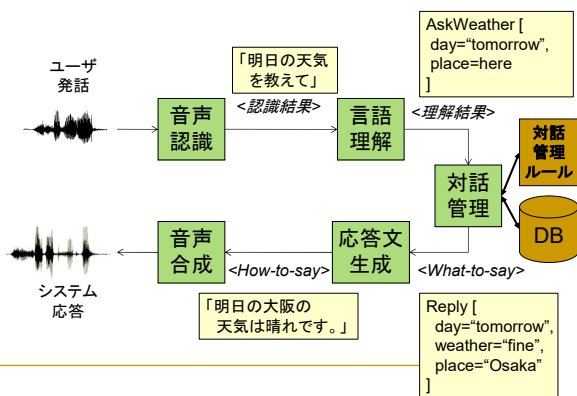 ユーザ
発話
音声
認識
「明日の天気
を教えて」
<認識結果>
言語
理解
<理解結果>
AskWeather [
day=“tomorrow”,
place=here
]
対話
管理
対話
管理
ルール
DB
<What-to-say>
Reply [
day=“tomorrow”,
weather=“fine”,
place=“Osaka”
]
応答文
生成
<How-to-say>
「明日の大阪の
天気は晴れです。」
音声
合成
システム
応答